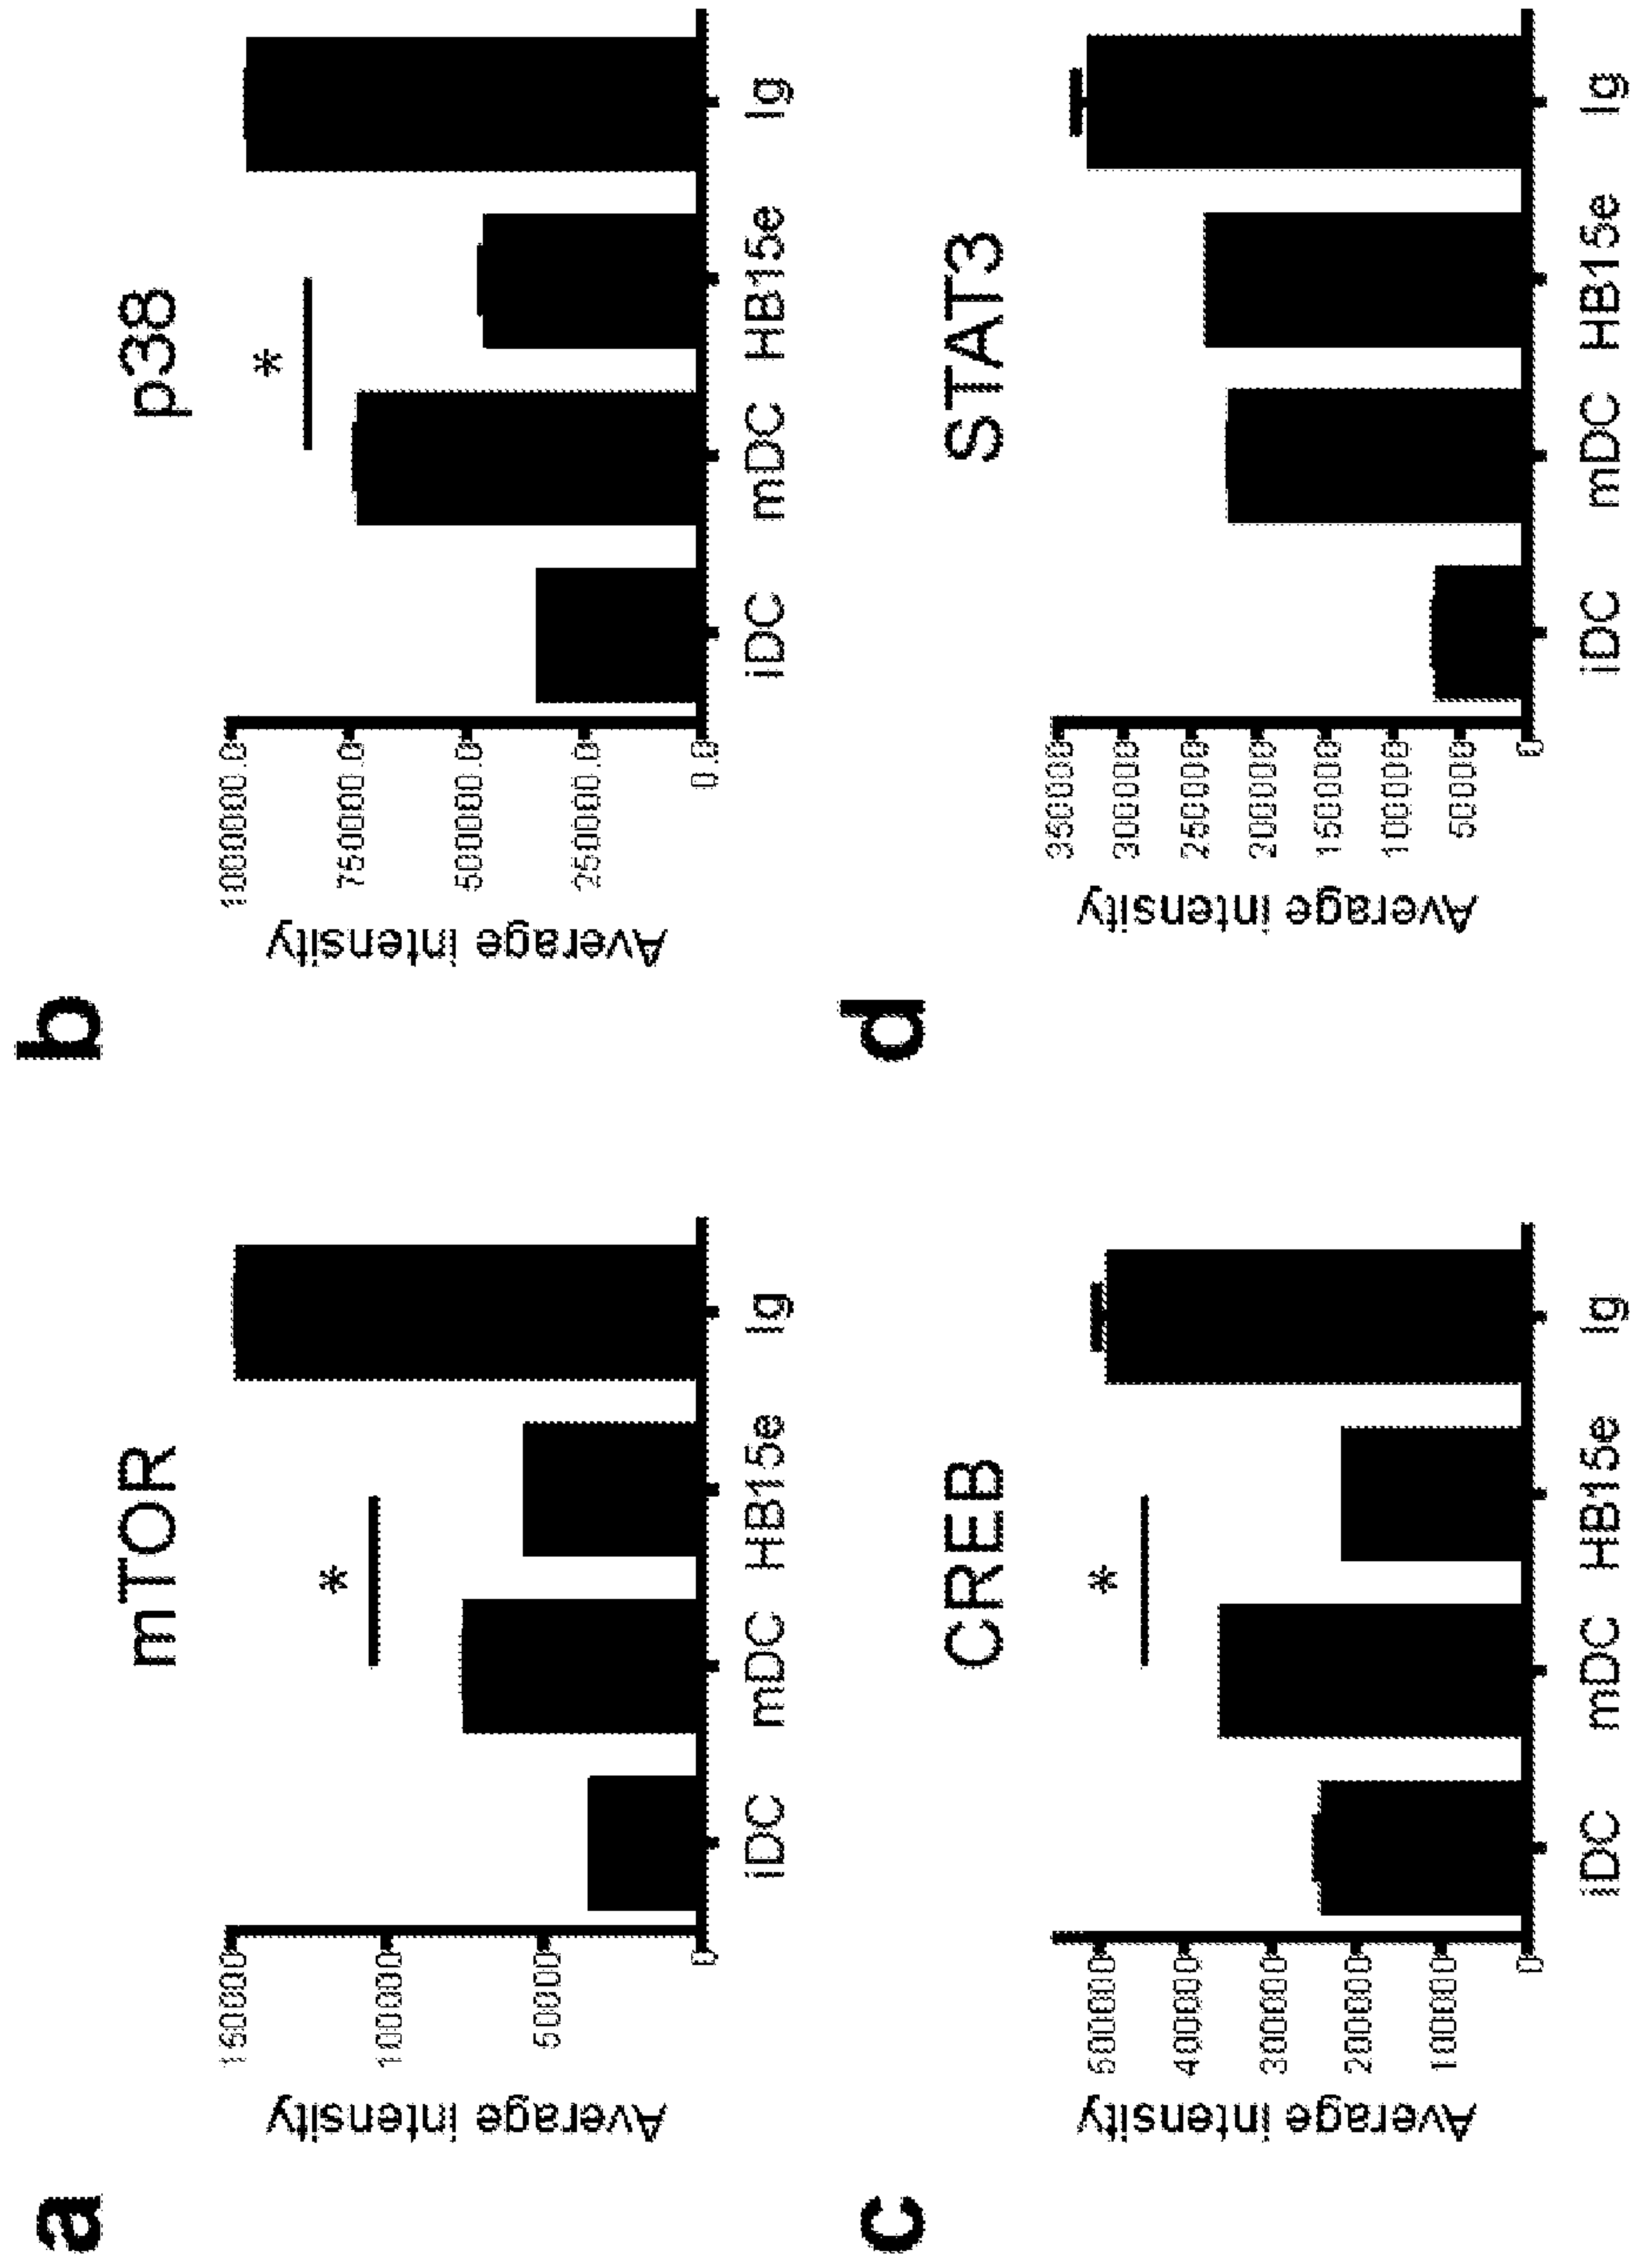 a
mTOR
Average intensity
150000
100000
50000
0
*
iDC mDC HB15e Ig
b
p38
Average intensity
1000000.0
750000.0
500000.0
250000.0
0.0
*
iDC mDC HB15e Ig
c
CREB
Average intensity
500000
400000
300000
200000
100000
0
*
iDC mDC HB15e Ig
d
STAT3
Average intensity
350000
300000
250000
200000
150000
100000
50000
0
iDC mDC HB15e Ig